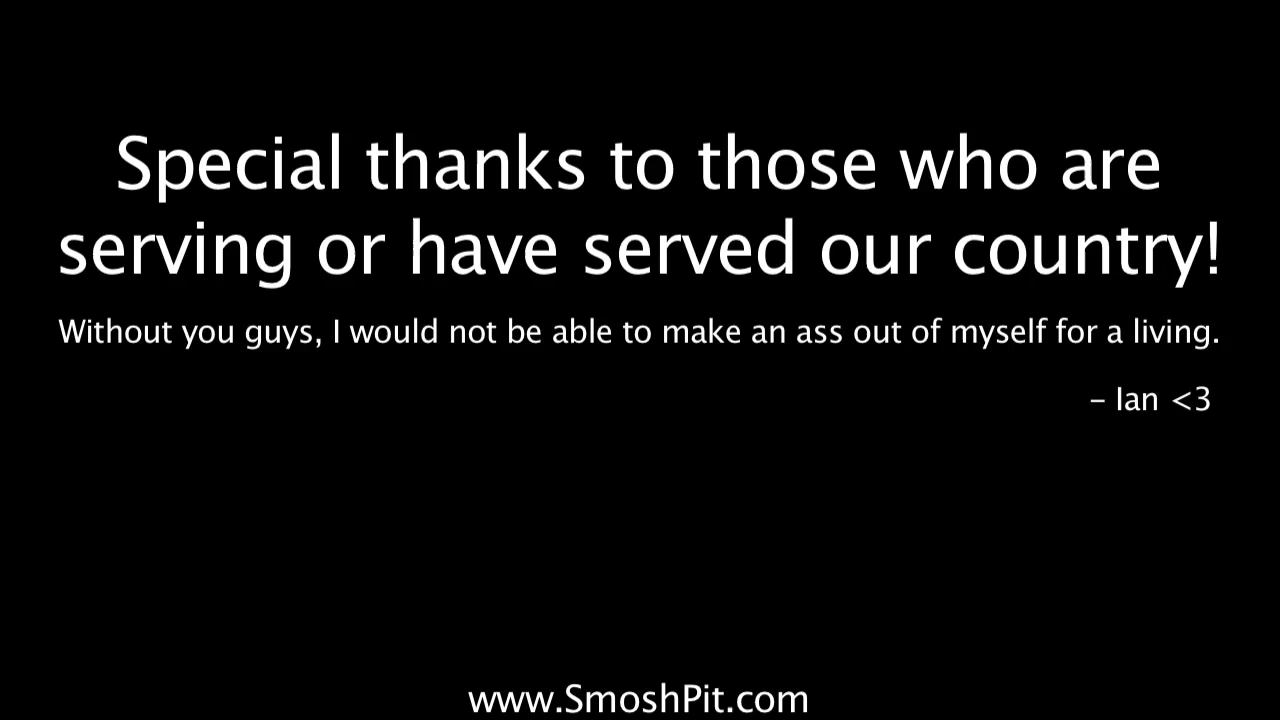 Special thanks to those who are
serving or have served our country!
Without you guys, I would not be able to make an ass out of myself for a living.
– Ian <3
www.SmoshPit.com